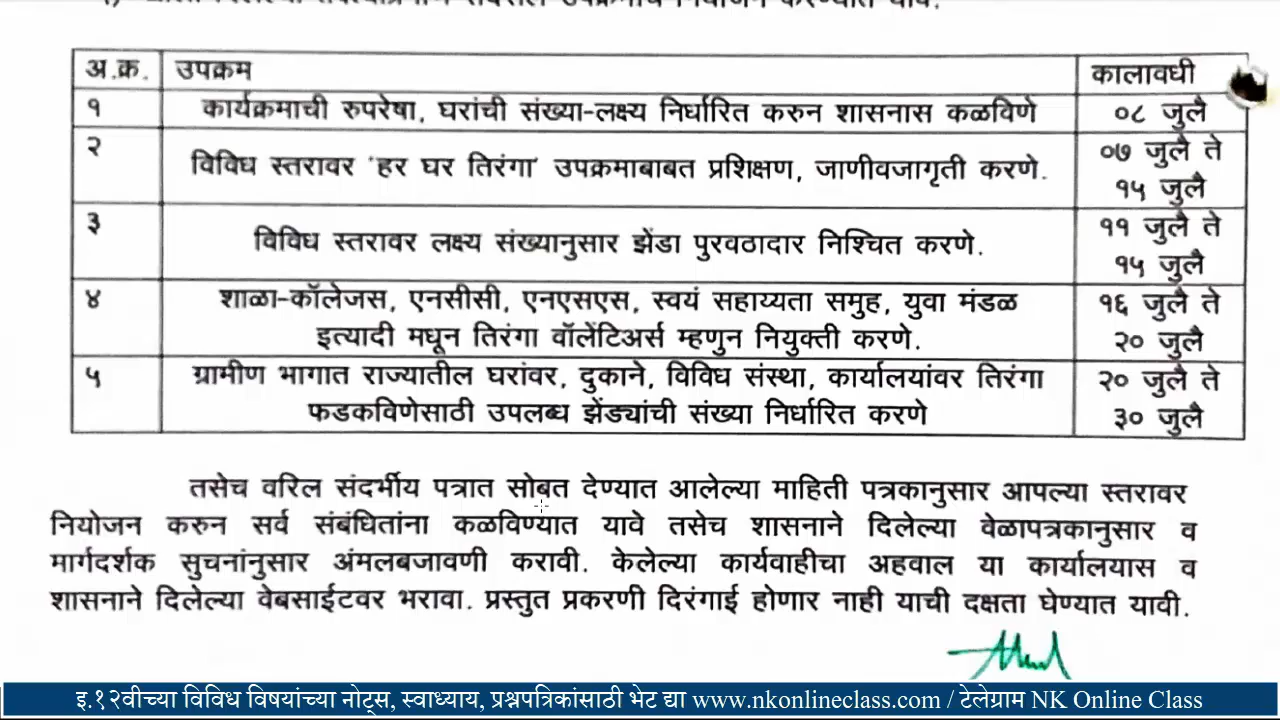 अ.क्र. उपक्रम कालावधी
१ कार्यक्रमाची रुपरेषा, घरांची संख्या-लक्ष्य निर्धारित करुन शासनास कळविणे ०८ जुलै
२ विविध स्तरावर 'हर घर तिरंगा' उपक्रमाबाबत प्रशिक्षण, जाणीवजागृती करणे. ०७ जुलै ते
१५ जुलै
३ विविध स्तरावर लक्ष्य संख्यानुसार झेंडा पुरवठादार निश्चित करणे. ११ जुलै ते
१५ जुलै
४ शाळा-कॉलेजस, एनसीसी, एनएसएस, स्वयं सहाय्यता समुह, युवा मंडळ १६ जुलै ते
इत्यादी मधून तिरंगा वॉलेंटिअर्स म्हणुन नियुक्ती करणे. २० जुलै
५ ग्रामीण भागात राज्यातील घरांवर, दुकाने, विविध संस्था, कार्यालयांवर तिरंगा २० जुलै ते
फडकविणेसाठी उपलब्ध झेंड्यांची संख्या निर्धारित करणे ३० जुलै
तसेच वरिल संदर्भीय पत्रात सोबत देण्यात आलेल्या माहिती पत्रकानुसार आपल्या स्तरावर
नियोजन करुन सर्व संबंधितांना कळविण्यात यावे तसेच शासनाने दिलेल्या वेळापत्रकानुसार व
मार्गदर्शक सुचनांनुसार अंमलबजावणी करावी. केलेल्या कार्यवाहीचा अहवाल या कार्यालयास व
शासनाने दिलेल्या वेबसाईटवर भरावा. प्रस्तुत प्रकरणी दिरंगाई होणार नाही याची दक्षता घेण्यात यावी.
इ.१२वीच्या विविध विषयांच्या नोट्स, स्वाध्याय, प्रश्नपत्रिकांसाठी भेट द्या www.nkonlineclass.com / टेलेग्राम NK Online Class